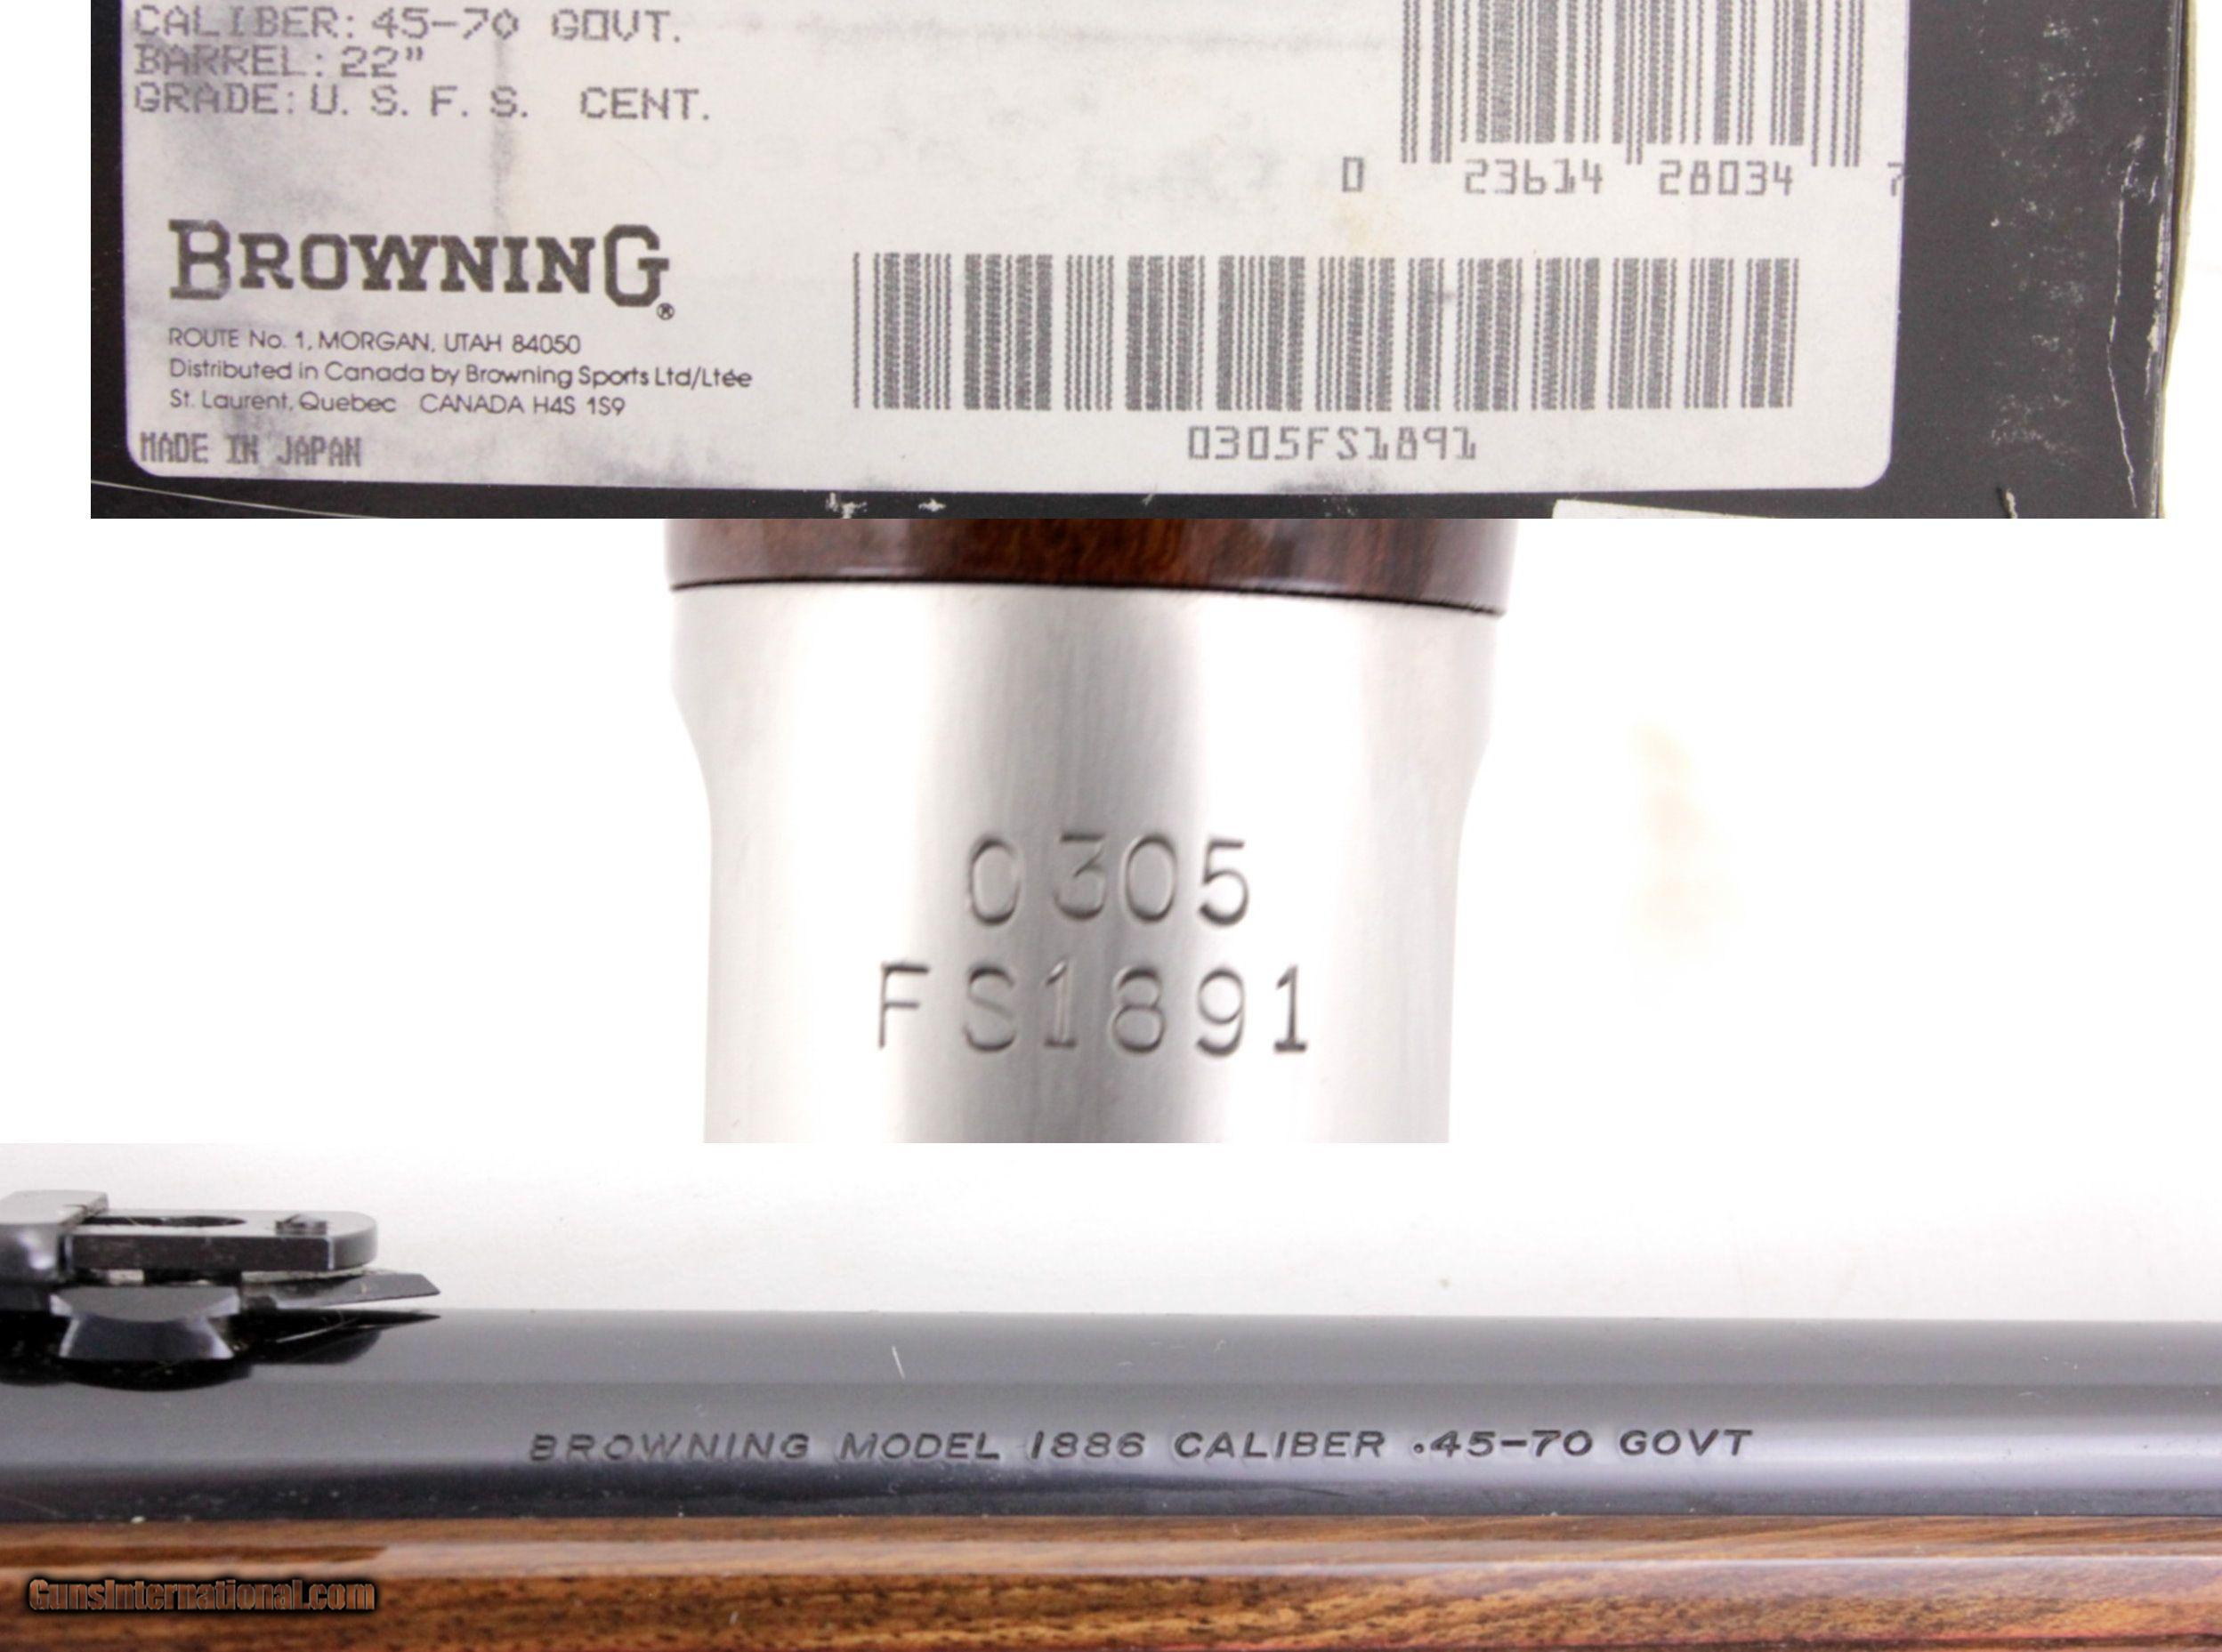 CALIBER: 45-70 GOVT.
BARREL: 22"
GRADE: U. S. F. S. CENT.
0 23614 28034 7
BROWNING®
ROUTE No. 1, MORGAN, UTAH 84050
Distributed in Canada by Browning Sports Ltd/Ltée
St. Laurent, Quebec CANADA H4S 1S9
MADE IN JAPAN
0305FS1891
0305
FS1891
BROWNING MODEL 1886 CALIBER .45-70 GOVT
GunsInternational.com